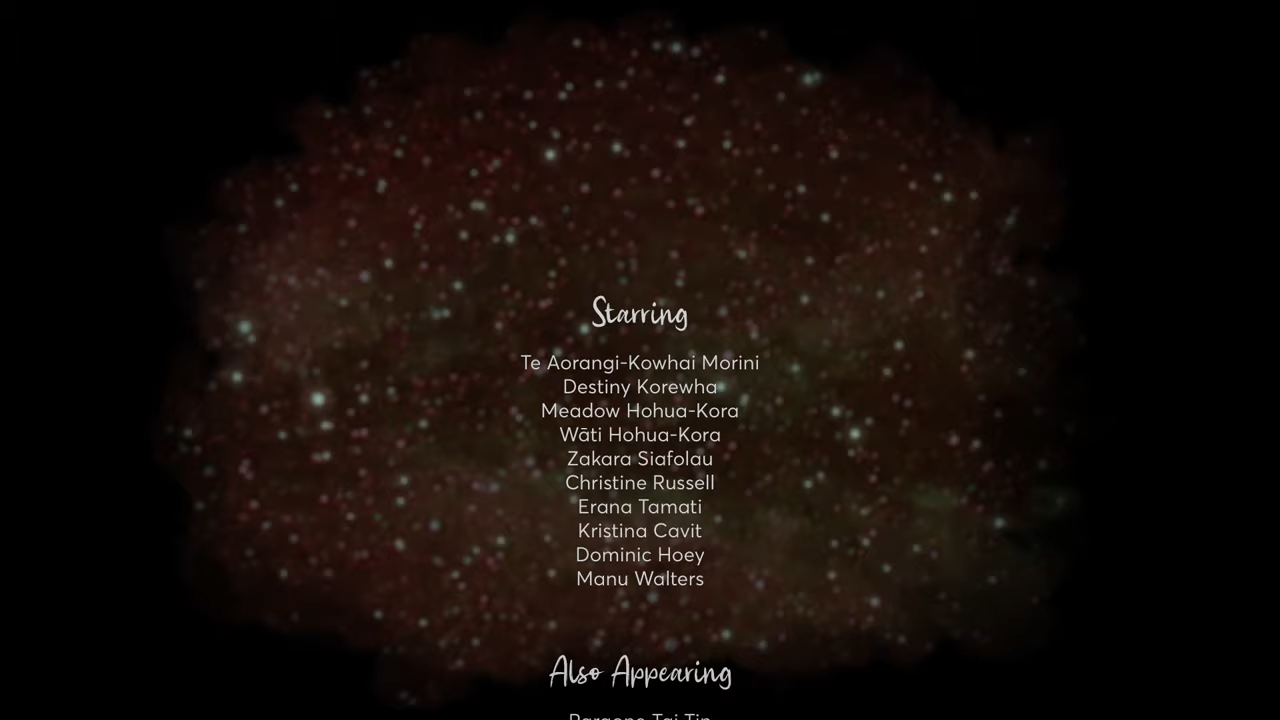 Starring
Te Aorangi-Kowhai Morini
Destiny Korewha
Meadow Hohua-Kora
Wāti Hohua-Kora
Zakara Siafolau
Christine Russell
Erana Tamati
Kristina Cavit
Dominic Hoey
Manu Walters
Also Appearing